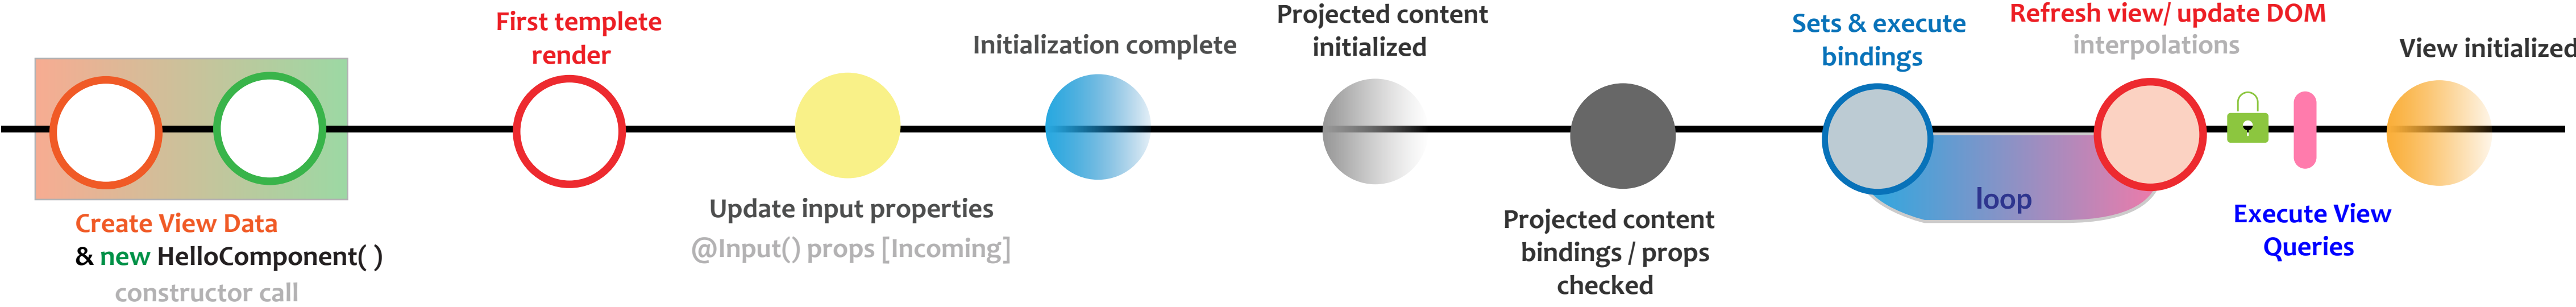 Create View Data
& new HelloComponent( )
constructor call
First templete
render
Update input properties
@Input() props [Incoming]
Initialization complete
Projected content
initialized
Projected content
bindings / props
checked
Sets & execute
bindings
loop
Refresh view/ update DOM
interpolations
Execute View
Queries
View initialized